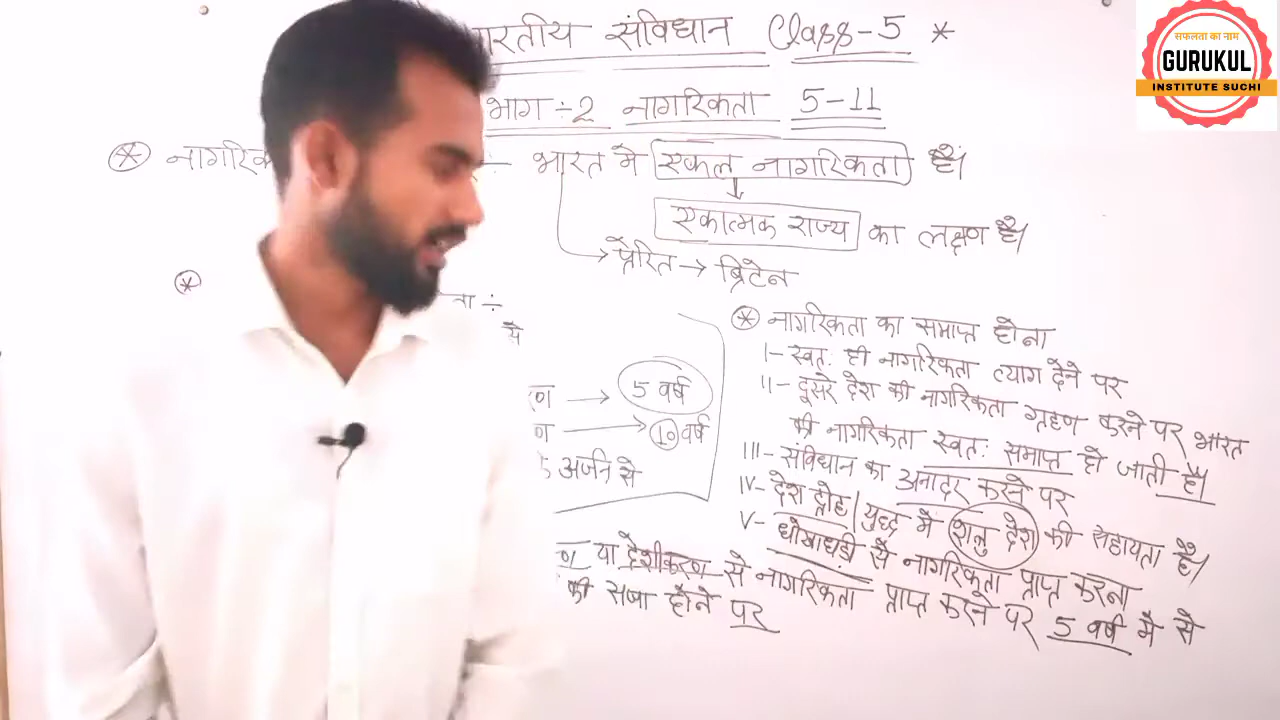 भारतीय संविधान Class-5 *
भाग ÷ 2 नागरिकता 5-11
* नागरिक ÷ भारत में एकल नागरिकता है।
एकात्मक राज्य का लक्षण है।
प्रेरित → ब्रिटेन
* ता ÷
से
ण → 5 वर्ष
ण → 10 वर्ष
अर्जन से
* नागरिकता का समाप्त होना
I- स्वतः ही नागरिकता त्याग देने पर
II- दूसरे देश की नागरिकता ग्रहण करने पर भारत
की नागरिकता स्वतः समाप्त हो जाती है।
III- संविधान का अनादर करने पर
IV- देश द्रोह/युद्ध में शत्रु देश की सहायता है।
V- धोखाधड़ी से नागरिकता प्राप्त करना
ण या देशीकरण से नागरिकता प्राप्त करने पर 5 वर्ष में से
की सजा होने पर
सफलता का नाम
GURUKUL
INSTITUTE SUCHI